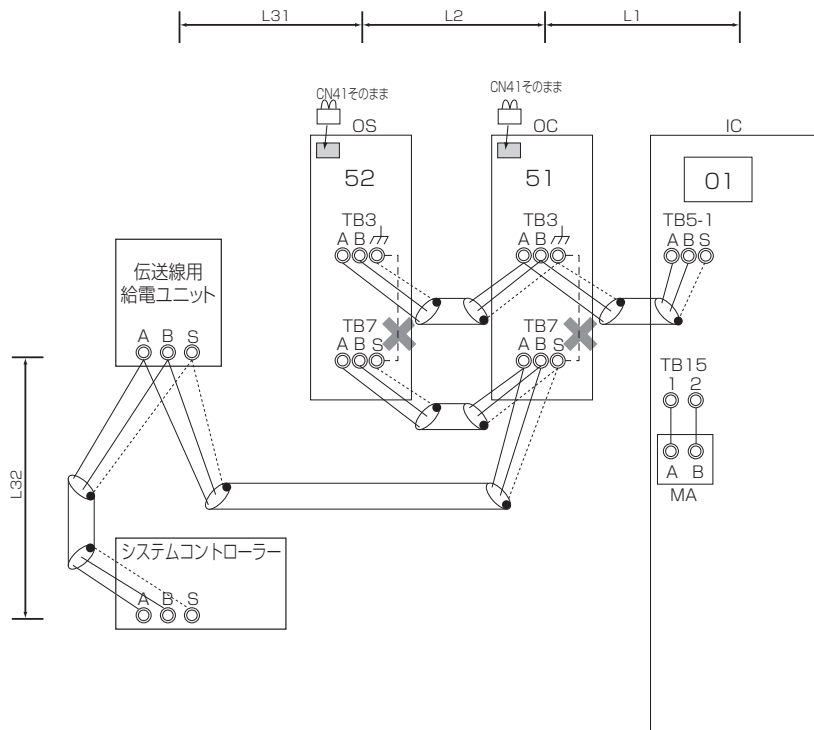 L31 L2 L1
CN41そのまま CN41そのまま
OS OC IC
52 51 01
TB3 TB3 TB5-1
A B A B A B S
伝送線用
給電ユニット
TB7 TB7
A B S A B S
A B S
TB15
1 2
A B
MA
L32
システムコントローラー
A B S